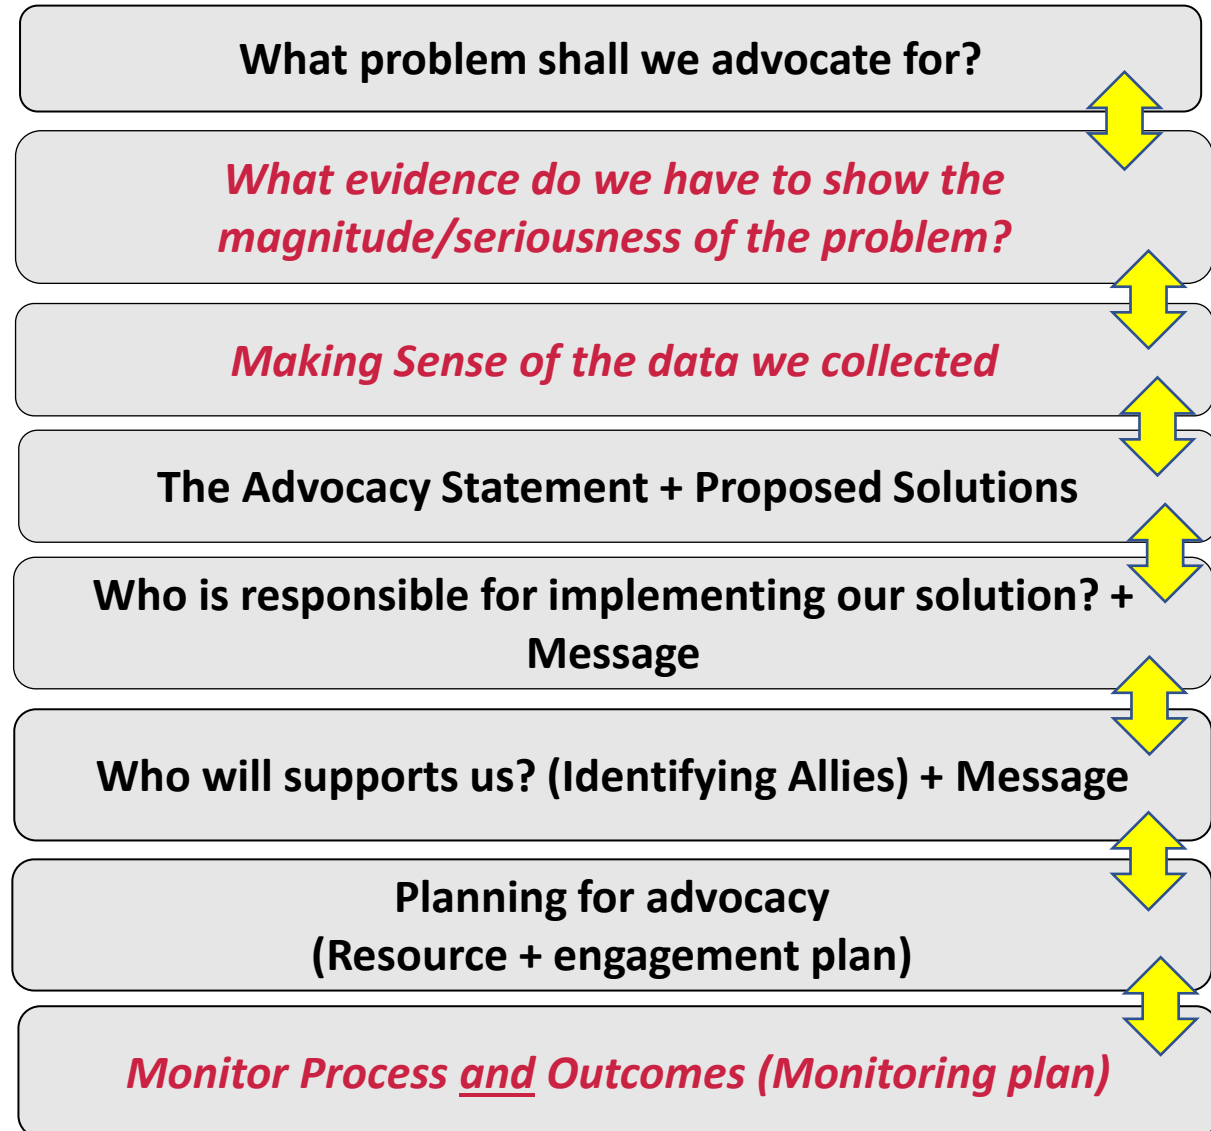 What problem shall we advocate for?
What evidence do we have to show the
magnitude/seriousness of the problem?
Making Sense of the data we collected
The Advocacy Statement + Proposed Solutions
Who is responsible for implementing our solution? +
Message
Who will supports us? (Identifying Allies) + Message
Planning for advocacy
(Resource + engagement plan)
Monitor Process and Outcomes (Monitoring plan)